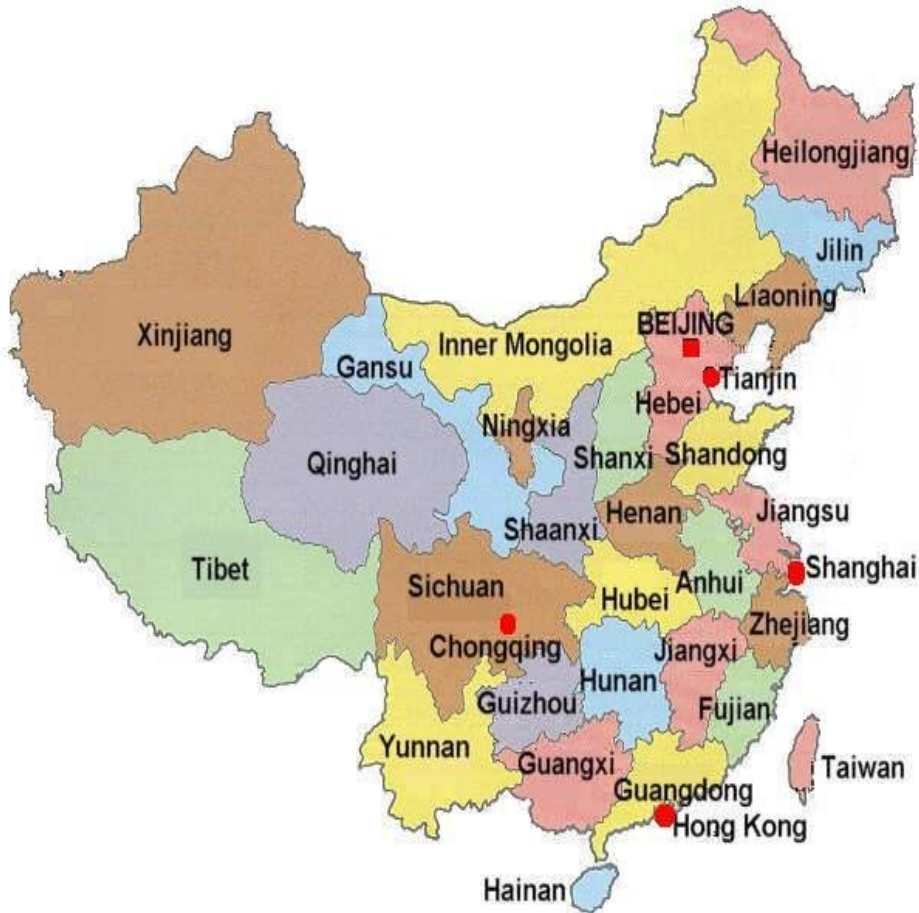 Heilongjiang
Jilin
Liaoning
Xinjiang
Gansu
Inner Mongolia
BEIJING
Tianjin
Hebei
Ningxia
Shanxi
Shandong
Qinghai
Shaanxi
Henan
Jiangsu
Tibet
Sichuan
Anhui
Shanghai
Hubei
Zhejiang
Chongqing
Jiangxi
Hunan
Guizhou
Fujian
Yunnan
Guangxi
Taiwan
Guangdong
Hong Kong
Hainan